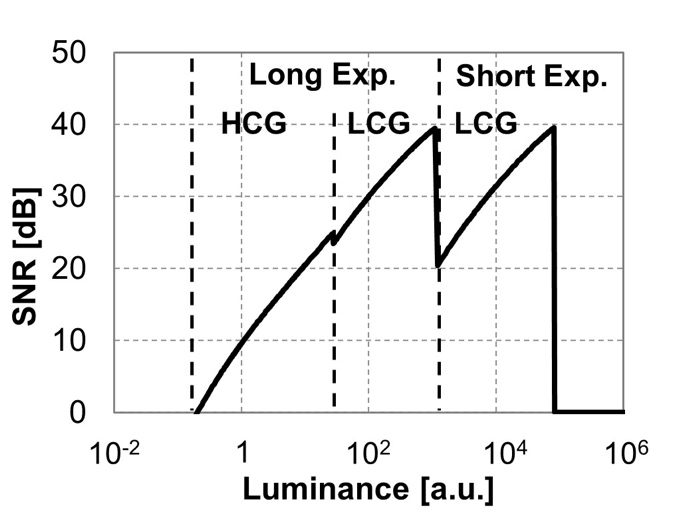 50
Long Exp. Short Exp.
40
HCG LCG LCG
30
SNR [dB]
20
10
0
10-2 1 102 104 106
Luminance [a.u.]